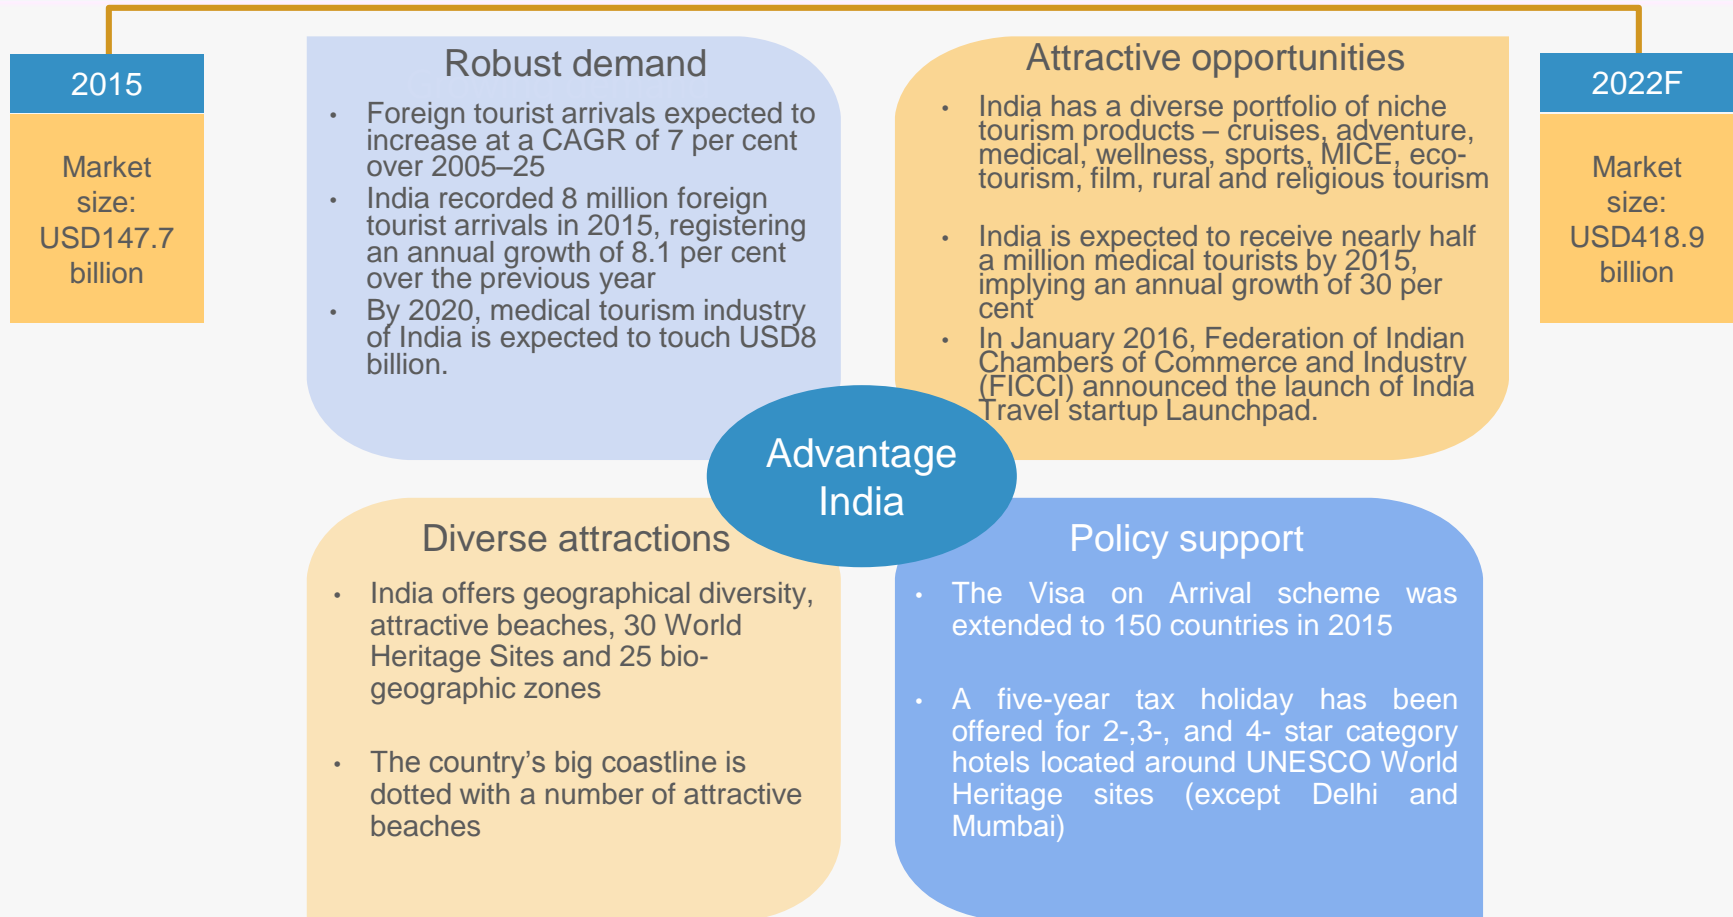 2015
Market
size:
USD147.7
billion
Robust demand
• Foreign tourist arrivals expected to
increase at a CAGR of 7 per cent
over 2005–25
• India recorded 8 million foreign
tourist arrivals in 2015, registering
an annual growth of 8.1 per cent
over the previous year
• By 2020, medical tourism industry
of India is expected to touch USD8
billion.
Attractive opportunities
• India has a diverse portfolio of niche
tourism products – cruises, adventure,
medical, wellness, sports, MICE, eco-
tourism, film, rural and religious tourism
• India is expected to receive nearly half
a million medical tourists by 2015,
implying an annual growth of 30 per
cent
• In January 2016, Federation of Indian
Chambers of Commerce and Industry
(FICCI) announced the launch of India
Travel startup Launchpad.
2022F
Market
size:
USD418.9
billion
Advantage
India
Diverse attractions
• India offers geographical diversity,
attractive beaches, 30 World
Heritage Sites and 25 bio-
geographic zones
• The country’s big coastline is
dotted with a number of attractive
beaches
Policy support
• The Visa on Arrival scheme was
extended to 150 countries in 2015
• A five-year tax holiday has been
offered for 2-,3-, and 4- star category
hotels located around UNESCO World
Heritage sites (except Delhi and
Mumbai)